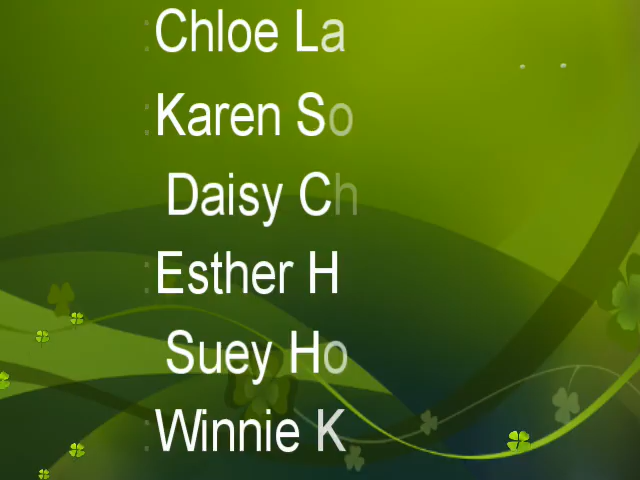 :Chloe La
:Karen So
Daisy Ch
:Esther H
Suey Ho
:Winnie K